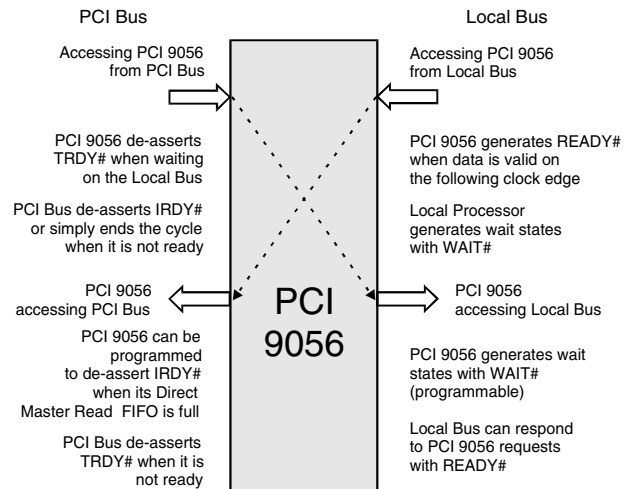 PCI Bus
Local Bus
Accessing PCI 9056
from PCI Bus
Accessing PCI 9056
from Local Bus
PCI 9056 de-asserts
TRDY# when waiting
on the Local Bus
PCI 9056 generates READY#
when data is valid on
the following clock edge
PCI Bus de-asserts IRDY#
or simply ends the cycle
when it is not ready
Local Processor
generates wait states
with WAIT#
PCI 9056
accessing PCI Bus
PCI
9056
PCI 9056
accessing Local Bus
PCI 9056 can be
programmed
to de-assert IRDY#
when its Direct
Master Read FIFO is full
PCI 9056 generates wait
states with WAIT#
(programmable)
PCI Bus de-asserts
TRDY# when it is
not ready
Local Bus can respond
to PCI 9056 requests
with READY#